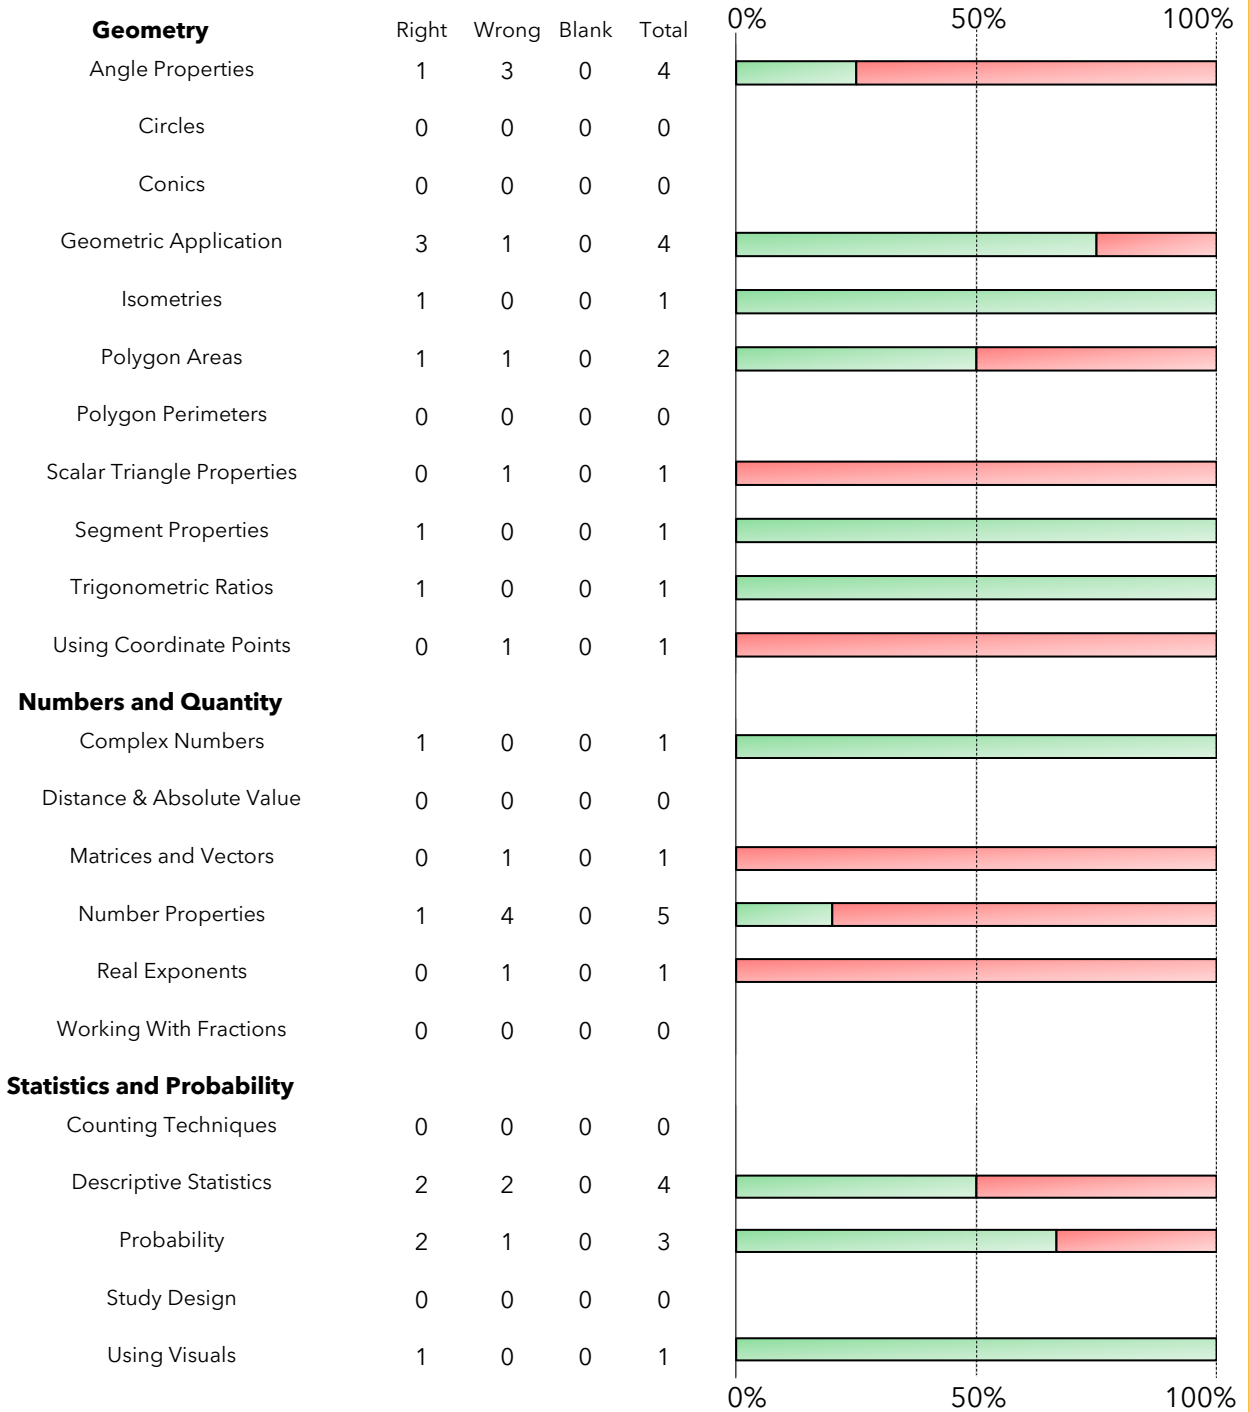 Geometry Right Wrong Blank Total 0% 50% 100%
Angle Properties 1 3 0 4
Circles 0 0 0 0
Conics 0 0 0 0
Geometric Application 3 1 0 4
Isometries 1 0 0 1
Polygon Areas 1 1 0 2
Polygon Perimeters 0 0 0 0
Scalar Triangle Properties 0 1 0 1
Segment Properties 1 0 0 1
Trigonometric Ratios 1 0 0 1
Using Coordinate Points 0 1 0 1
Numbers and Quantity
Complex Numbers 1 0 0 1
Distance & Absolute Value 0 0 0 0
Matrices and Vectors 0 1 0 1
Number Properties 1 4 0 5
Real Exponents 0 1 0 1
Working With Fractions 0 0 0 0
Statistics and Probability
Counting Techniques 0 0 0 0
Descriptive Statistics 2 2 0 4
Probability 2 1 0 3
Study Design 0 0 0 0
Using Visuals 1 0 0 1
0% 50% 100%